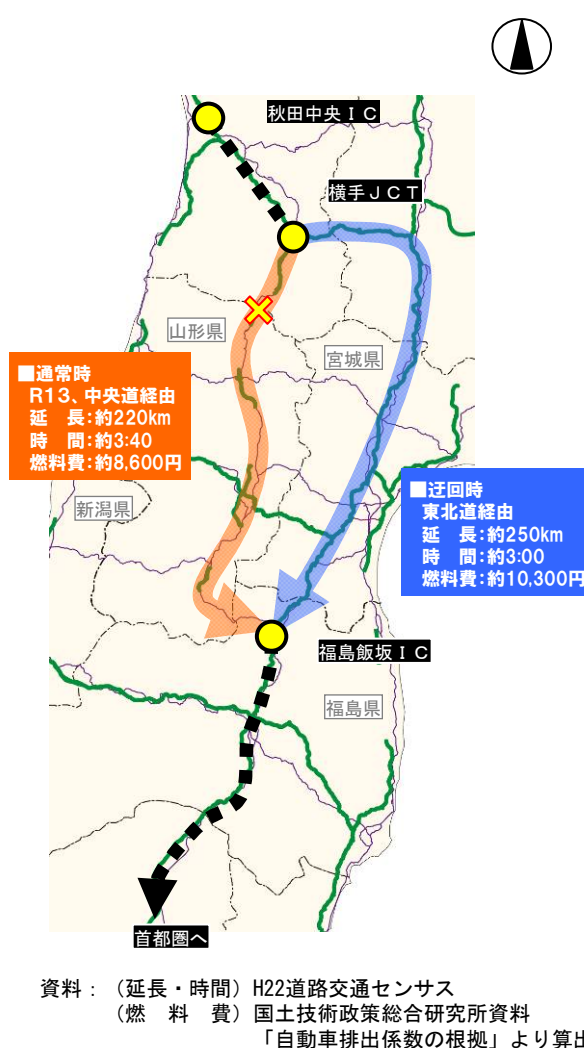 秋田中央ＩＣ
横手ＪＣＴ
山形県
宮城県
■通常時
Ｒ１３、中央道経由
延　長：約220km
時　間：約3:40
燃料費：約8,600円
■迂回時
東北道経由
延　長：約250km
時　間：約3:00
燃料費：約10,300円
新潟県
福島飯坂ＩＣ
福島県
首都圏へ
資料：（延長・時間）H22道路交通センサス
（燃　料　費）国土技術政策総合研究所資料
「自動車排出係数の根拠」より算出